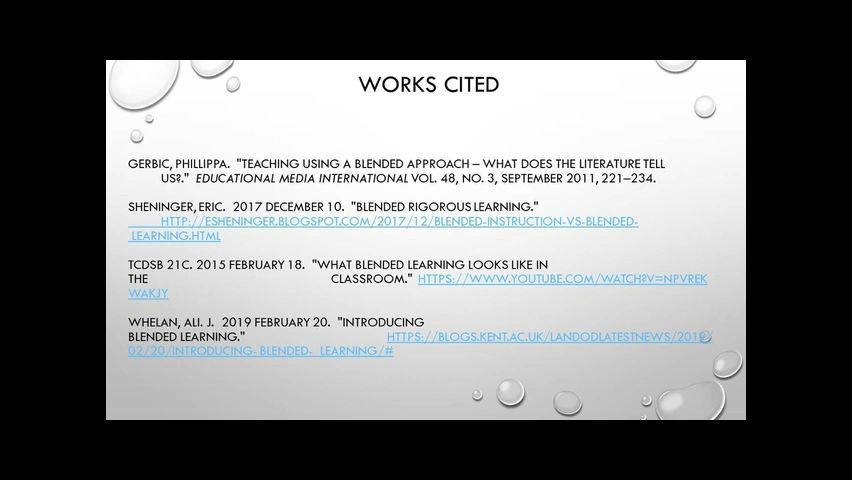 WORKS CITED
GERBIC, PHILLIPPA. "TEACHING USING A BLENDED APPROACH – WHAT DOES THE LITERATURE TELL
US?." EDUCATIONAL MEDIA INTERNATIONAL VOL. 48, NO. 3, SEPTEMBER 2011, 221–234.
SHENINGER, ERIC. 2017 DECEMBER 10. "BLENDED RIGOROUS LEARNING."
HTTP://ESHENINGER.BLOGSPOT.COM/2017/12/BLENDED-INSTRUCTION-VS-BLENDED-
LEARNING.HTML
TCDSB 21C. 2015 FEBRUARY 18. "WHAT BLENDED LEARNING LOOKS LIKE IN
THE CLASSROOM." HTTPS://WWW.YOUTUBE.COM/WATCH?V=NPVREK
WAKJY
WHELAN, ALI. J. 2019 FEBRUARY 20. "INTRODUCING
BLENDED LEARNING." HTTPS://BLOGS.KENT.AC.UK/LANDODLATESTNEWS/2019/
02/20/INTRODUCING- BLENDED- LEARNING/#